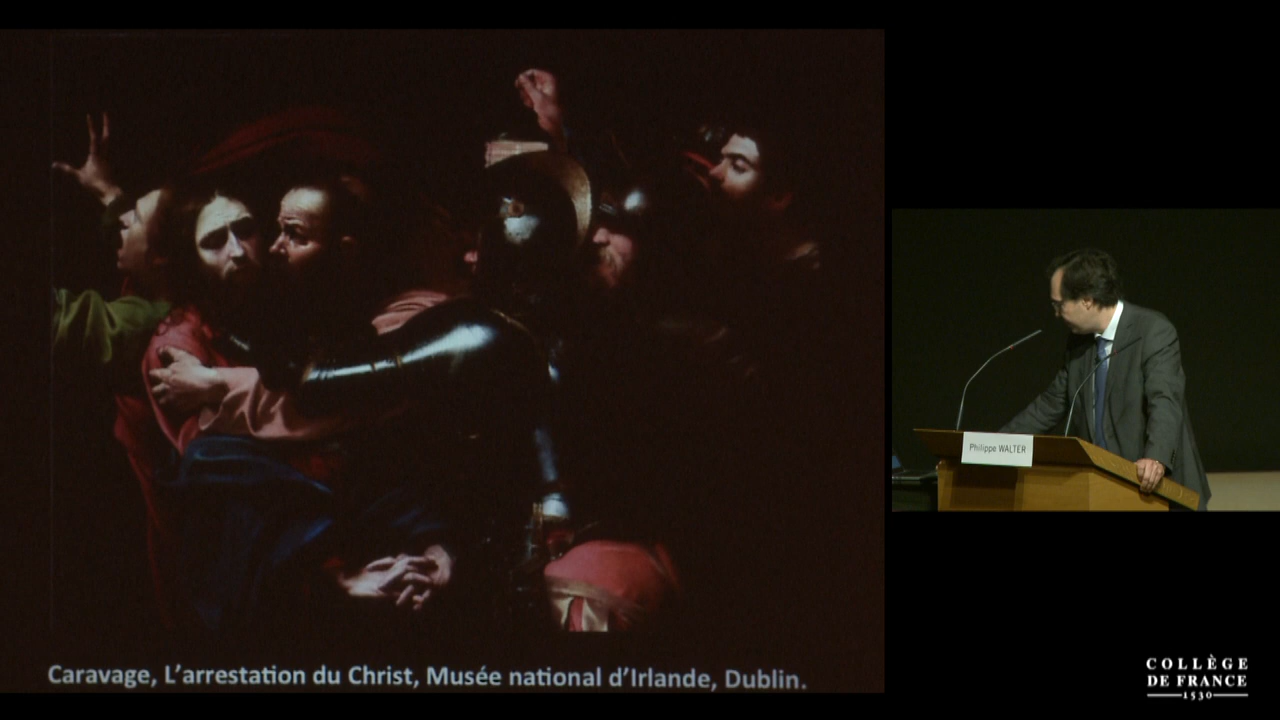 Caravage, L’arrestation du Christ, Musée national d’Irlande, Dublin.
Philippe WALTER
COLLÈGE
DE FRANCE
1530